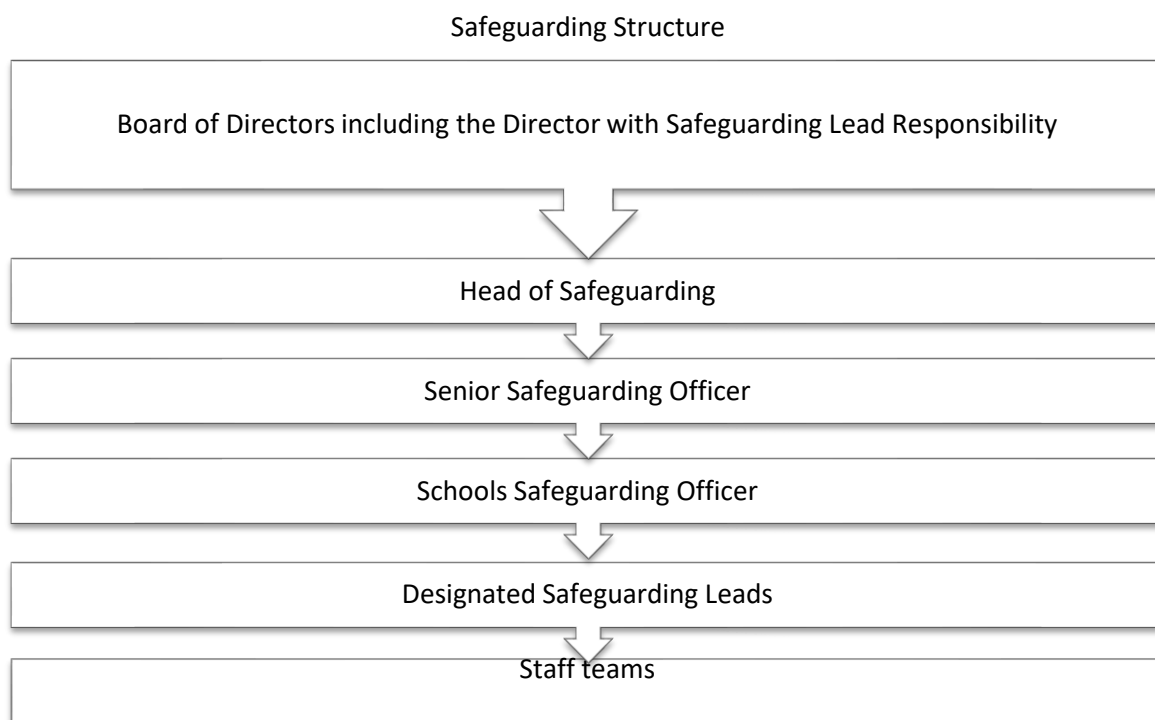 Safeguarding Structure
Board of Directors including the Director with Safeguarding Lead Responsibility
Head of Safeguarding
Senior Safeguarding Officer
Schools Safeguarding Officer
Designated Safeguarding Leads
Staff teams